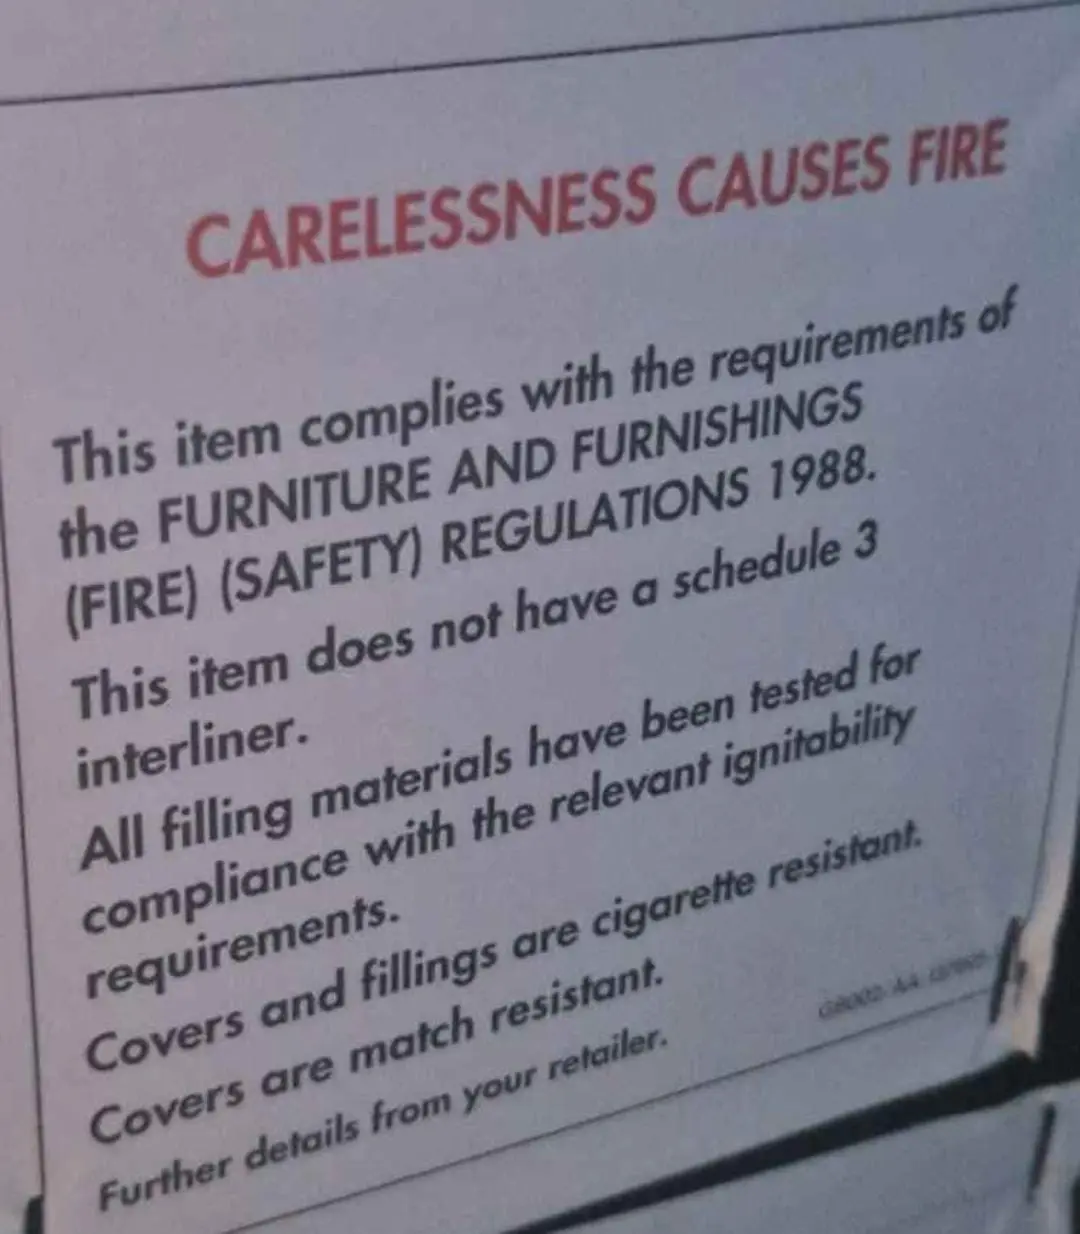 CARELESSNESS CAUSES FIRE
This item complies with the requirements of
the FURNITURE AND FURNISHINGS
(FIRE) (SAFETY) REGULATIONS 1988.
This item does not have a schedule 3
interliner.
All filling materials have been tested for
compliance with the relevant ignitability
requirements.
Covers and fillings are cigarette resistant.
Covers are match resistant.
Further details from your retailer.